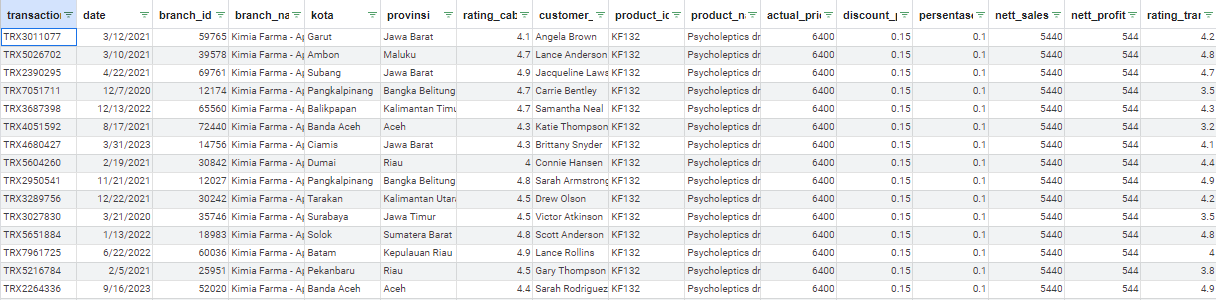 transaction date branch_id branch_na kota provinsi rating_cab customer_ product_id product_n actual_pri discount_p persentase nett_sales nett_profit rating_tran
TRX3011077 3/12/2021 59765 Kimia Farma - Ap Garut Jawa Barat 4.1 Angela Brown KF132 Psycholeptics dr 6400 0.15 0.1 5440 544 4.2
TRX5026702 3/10/2021 39578 Kimia Farma - Ap Ambon Maluku 4.7 Lance Anderson KF132 Psycholeptics dr 6400 0.15 0.1 5440 544 4.8
TRX2390295 4/22/2021 69761 Kimia Farma - Ap Subang Jawa Barat 4.9 Jacqueline Laws KF132 Psycholeptics dr 6400 0.15 0.1 5440 544 4.7
TRX7051711 12/7/2020 12174 Kimia Farma - Ap Pangkalpinang Bangka Belitung 4.7 Carrie Bentley KF132 Psycholeptics dr 6400 0.15 0.1 5440 544 3.5
TRX3687398 12/13/2022 65560 Kimia Farma - Ap Balikpapan Kalimantan Timu 4.7 Samantha Neal KF132 Psycholeptics dr 6400 0.15 0.1 5440 544 4.3
TRX4051592 8/17/2021 72440 Kimia Farma - Ap Banda Aceh Aceh 4.3 Katie Thompson KF132 Psycholeptics dr 6400 0.15 0.1 5440 544 3.2
TRX4680427 3/31/2023 14756 Kimia Farma - Ap Ciamis Jawa Barat 4.3 Brittany Snyder KF132 Psycholeptics dr 6400 0.15 0.1 5440 544 4.1
TRX5604260 2/19/2021 30842 Kimia Farma - Ap Dumai Riau 4 Connie Hansen KF132 Psycholeptics dr 6400 0.15 0.1 5440 544 4.4
TRX2950541 11/21/2021 12027 Kimia Farma - Ap Pangkalpinang Bangka Belitung 4.8 Sarah Armstrong KF132 Psycholeptics dr 6400 0.15 0.1 5440 544 4.9
TRX3289756 12/22/2021 30242 Kimia Farma - Ap Tarakan Kalimantan Utar 4.5 Drew Olson KF132 Psycholeptics dr 6400 0.15 0.1 5440 544 4.2
TRX3027830 3/21/2020 35746 Kimia Farma - Ap Surabaya Jawa Timur 4.5 Victor Atkinson KF132 Psycholeptics dr 6400 0.15 0.1 5440 544 3.5
TRX5651884 1/13/2022 18983 Kimia Farma - Ap Solok Sumatera Barat 4.8 Scott Anderson KF132 Psycholeptics dr 6400 0.15 0.1 5440 544 4.8
TRX7961725 6/22/2022 60036 Kimia Farma - Ap Batam Kepulauan Riau 4.9 Lance Rollins KF132 Psycholeptics dr 6400 0.15 0.1 5440 544 4
TRX5216784 2/5/2021 25951 Kimia Farma - Ap Pekanbaru Riau 4.5 Gary Thompson KF132 Psycholeptics dr 6400 0.15 0.1 5440 544 3.8
TRX2264336 9/16/2023 52020 Kimia Farma - Ap Banda Aceh Aceh 4.4 Sarah Rodriguez KF132 Psycholeptics dr 6400 0.15 0.1 5440 544 4.9